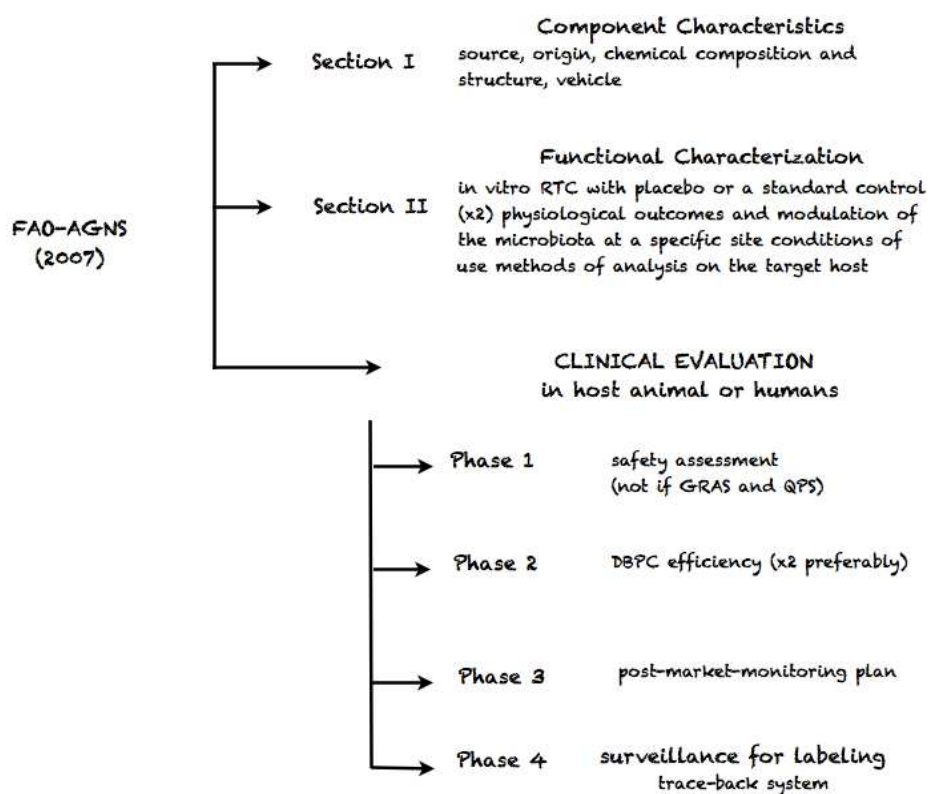 Component Characteristics
Section I
source, origin, chemical composition and
structure, vehicle
Functional Characterization
Section II
in vitro RTC with placebo or a standard control
(x2) physiological outcomes and modulation of
the microbiota at a specific site conditions of
use methods of analysis on the target host
FAO-AGNS
(2007)
CLINICAL EVALUATION
in host animal or humans
Phase 1
safety assessment
(not if GRAS and QPS)
Phase 2
DBPC efficiency (x2 preferably)
Phase 3
post-market-monitoring plan
Phase 4
surveillance for labeling
trace-back system